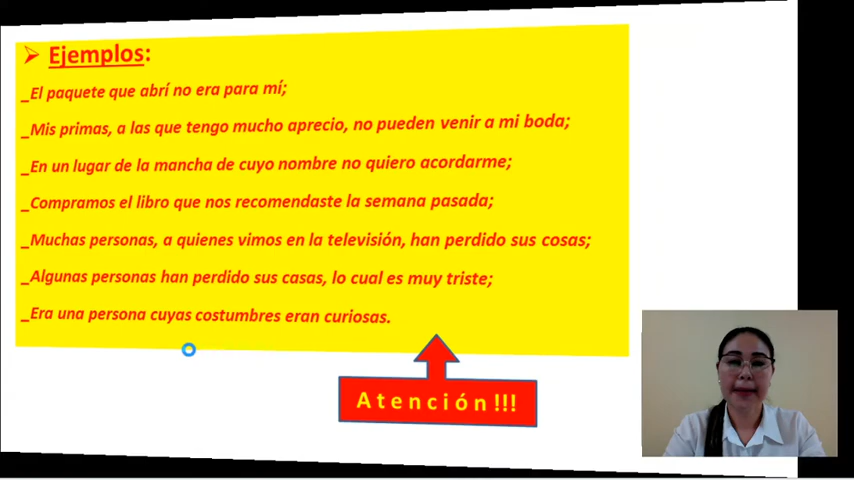 Ejemplos:
_El paquete que abrí no era para mí;
_Mis primas, a las que tengo mucho aprecio, no pueden venir a mi boda;
_En un lugar de la mancha de cuyo nombre no quiero acordarme;
_Compramos el libro que nos recomendaste la semana pasada;
_Muchas personas, a quienes vimos en la televisión, han perdido sus cosas;
_Algunas personas han perdido sus casas, lo cual es muy triste;
_Era una persona cuyas costumbres eran curiosas.
Atención!!!